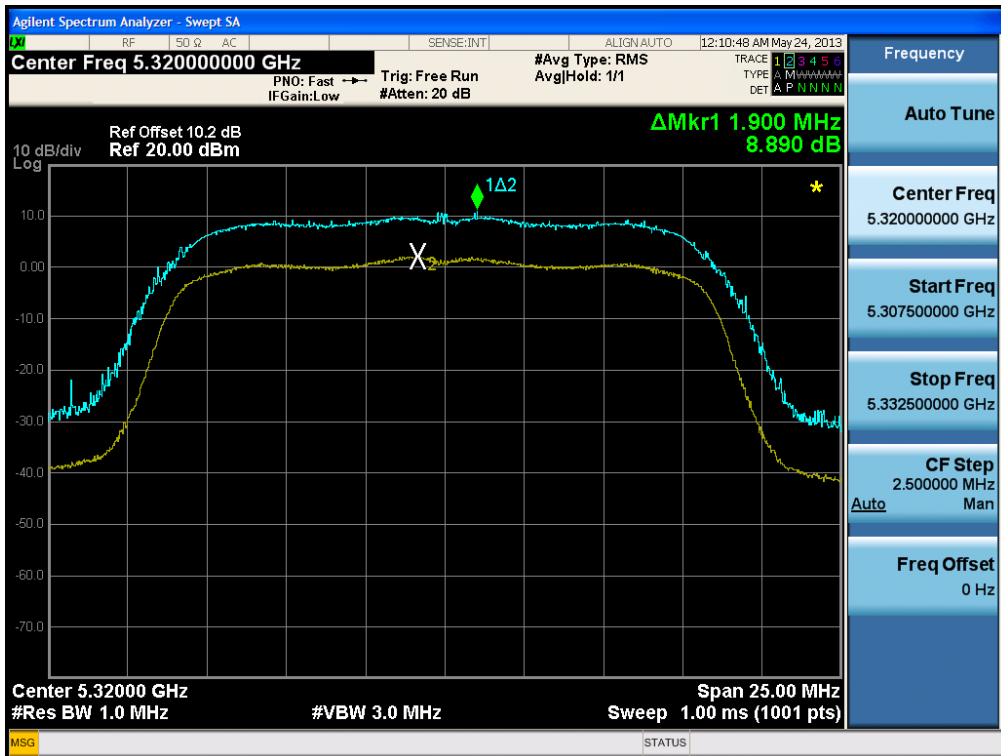 Agilent Spectrum Analyzer - Swept SA
LXI RF 50 Ω AC SENSE:INT ALIGNAUTO 12:10:48 AM May 24, 2013
Center Freq 5.320000000 GHz
PNO: Fast
IFGain:Low
Trig: Free Run
#Atten: 20 dB
#Avg Type: RMS
Avg|Hold: 1/1
TRACE 1 2 3 4 5 6
TYPE A M W W W W
DET A P N N N N
Ref Offset 10.2 dB
10 dB/div Ref 20.00 dBm
Log
ΔMkr1 1.900 MHz
8.890 dB
1Δ2
*
10.0
X2
0.00
-10.0
-20.0
-30.0
-40.0
-50.0
-60.0
-70.0
Center 5.32000 GHz Span 25.00 MHz
#Res BW 1.0 MHz #VBW 3.0 MHz Sweep 1.00 ms (1001 pts)
MSG STATUS
Frequency
Auto Tune
Center Freq
5.320000000 GHz
Start Freq
5.307500000 GHz
Stop Freq
5.332500000 GHz
CF Step
2.500000 MHz
Auto Man
Freq Offset
0 Hz